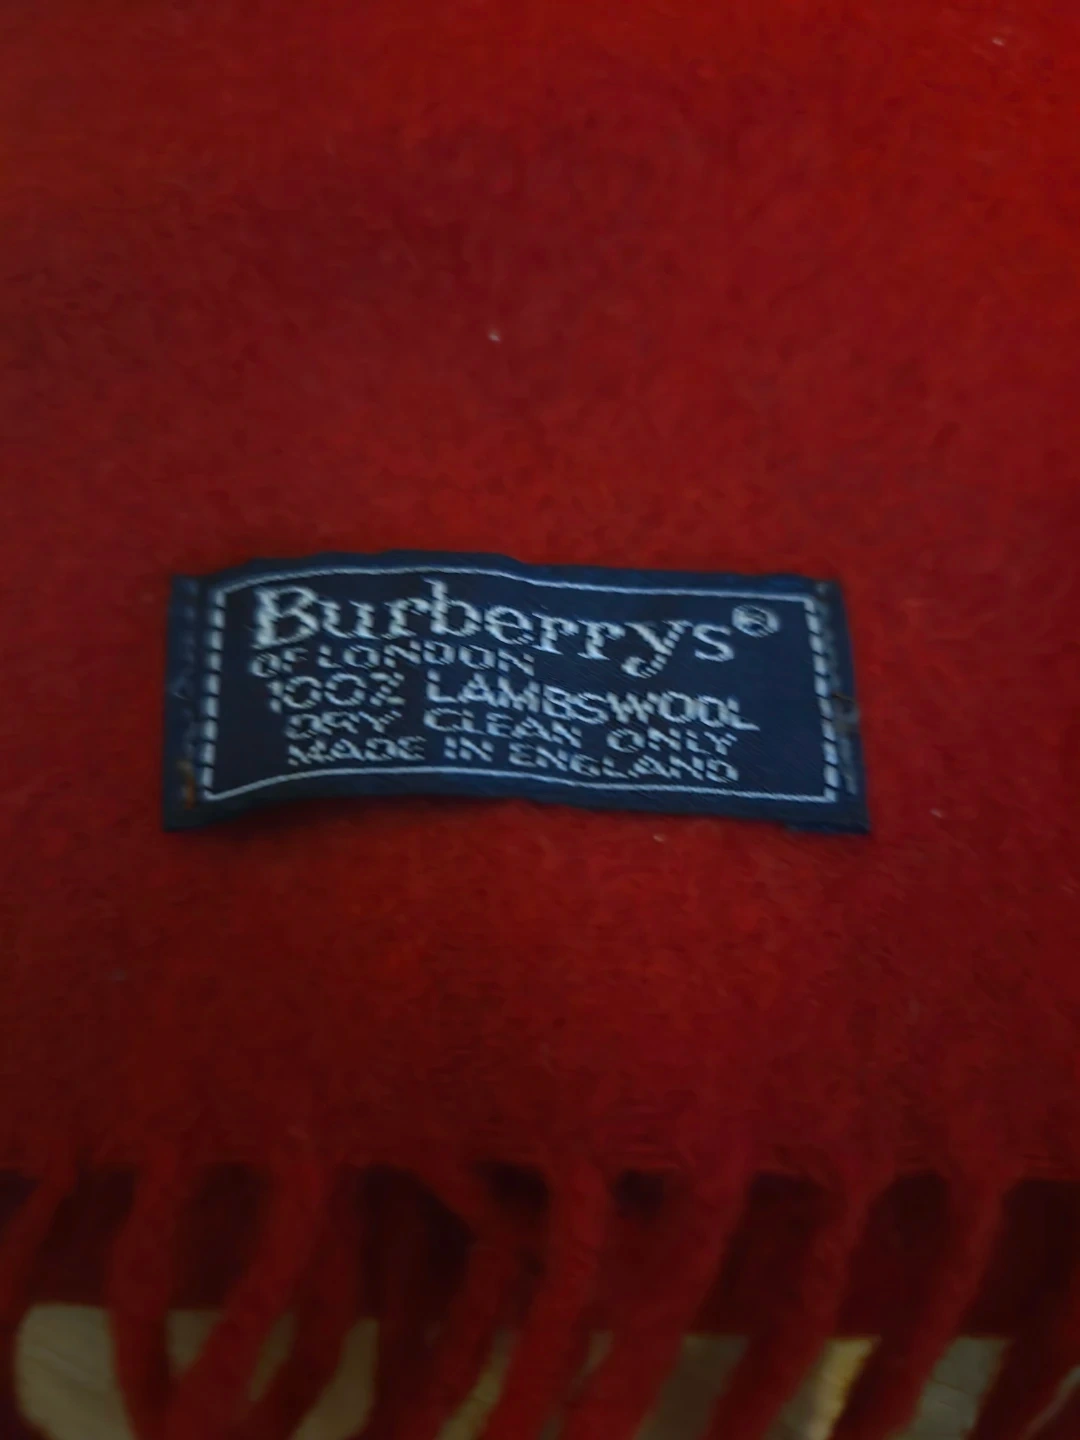 Burberrys®
OF LONDON
100% LAMBSWOOL
DRY CLEAN ONLY
MADE IN ENGLAND